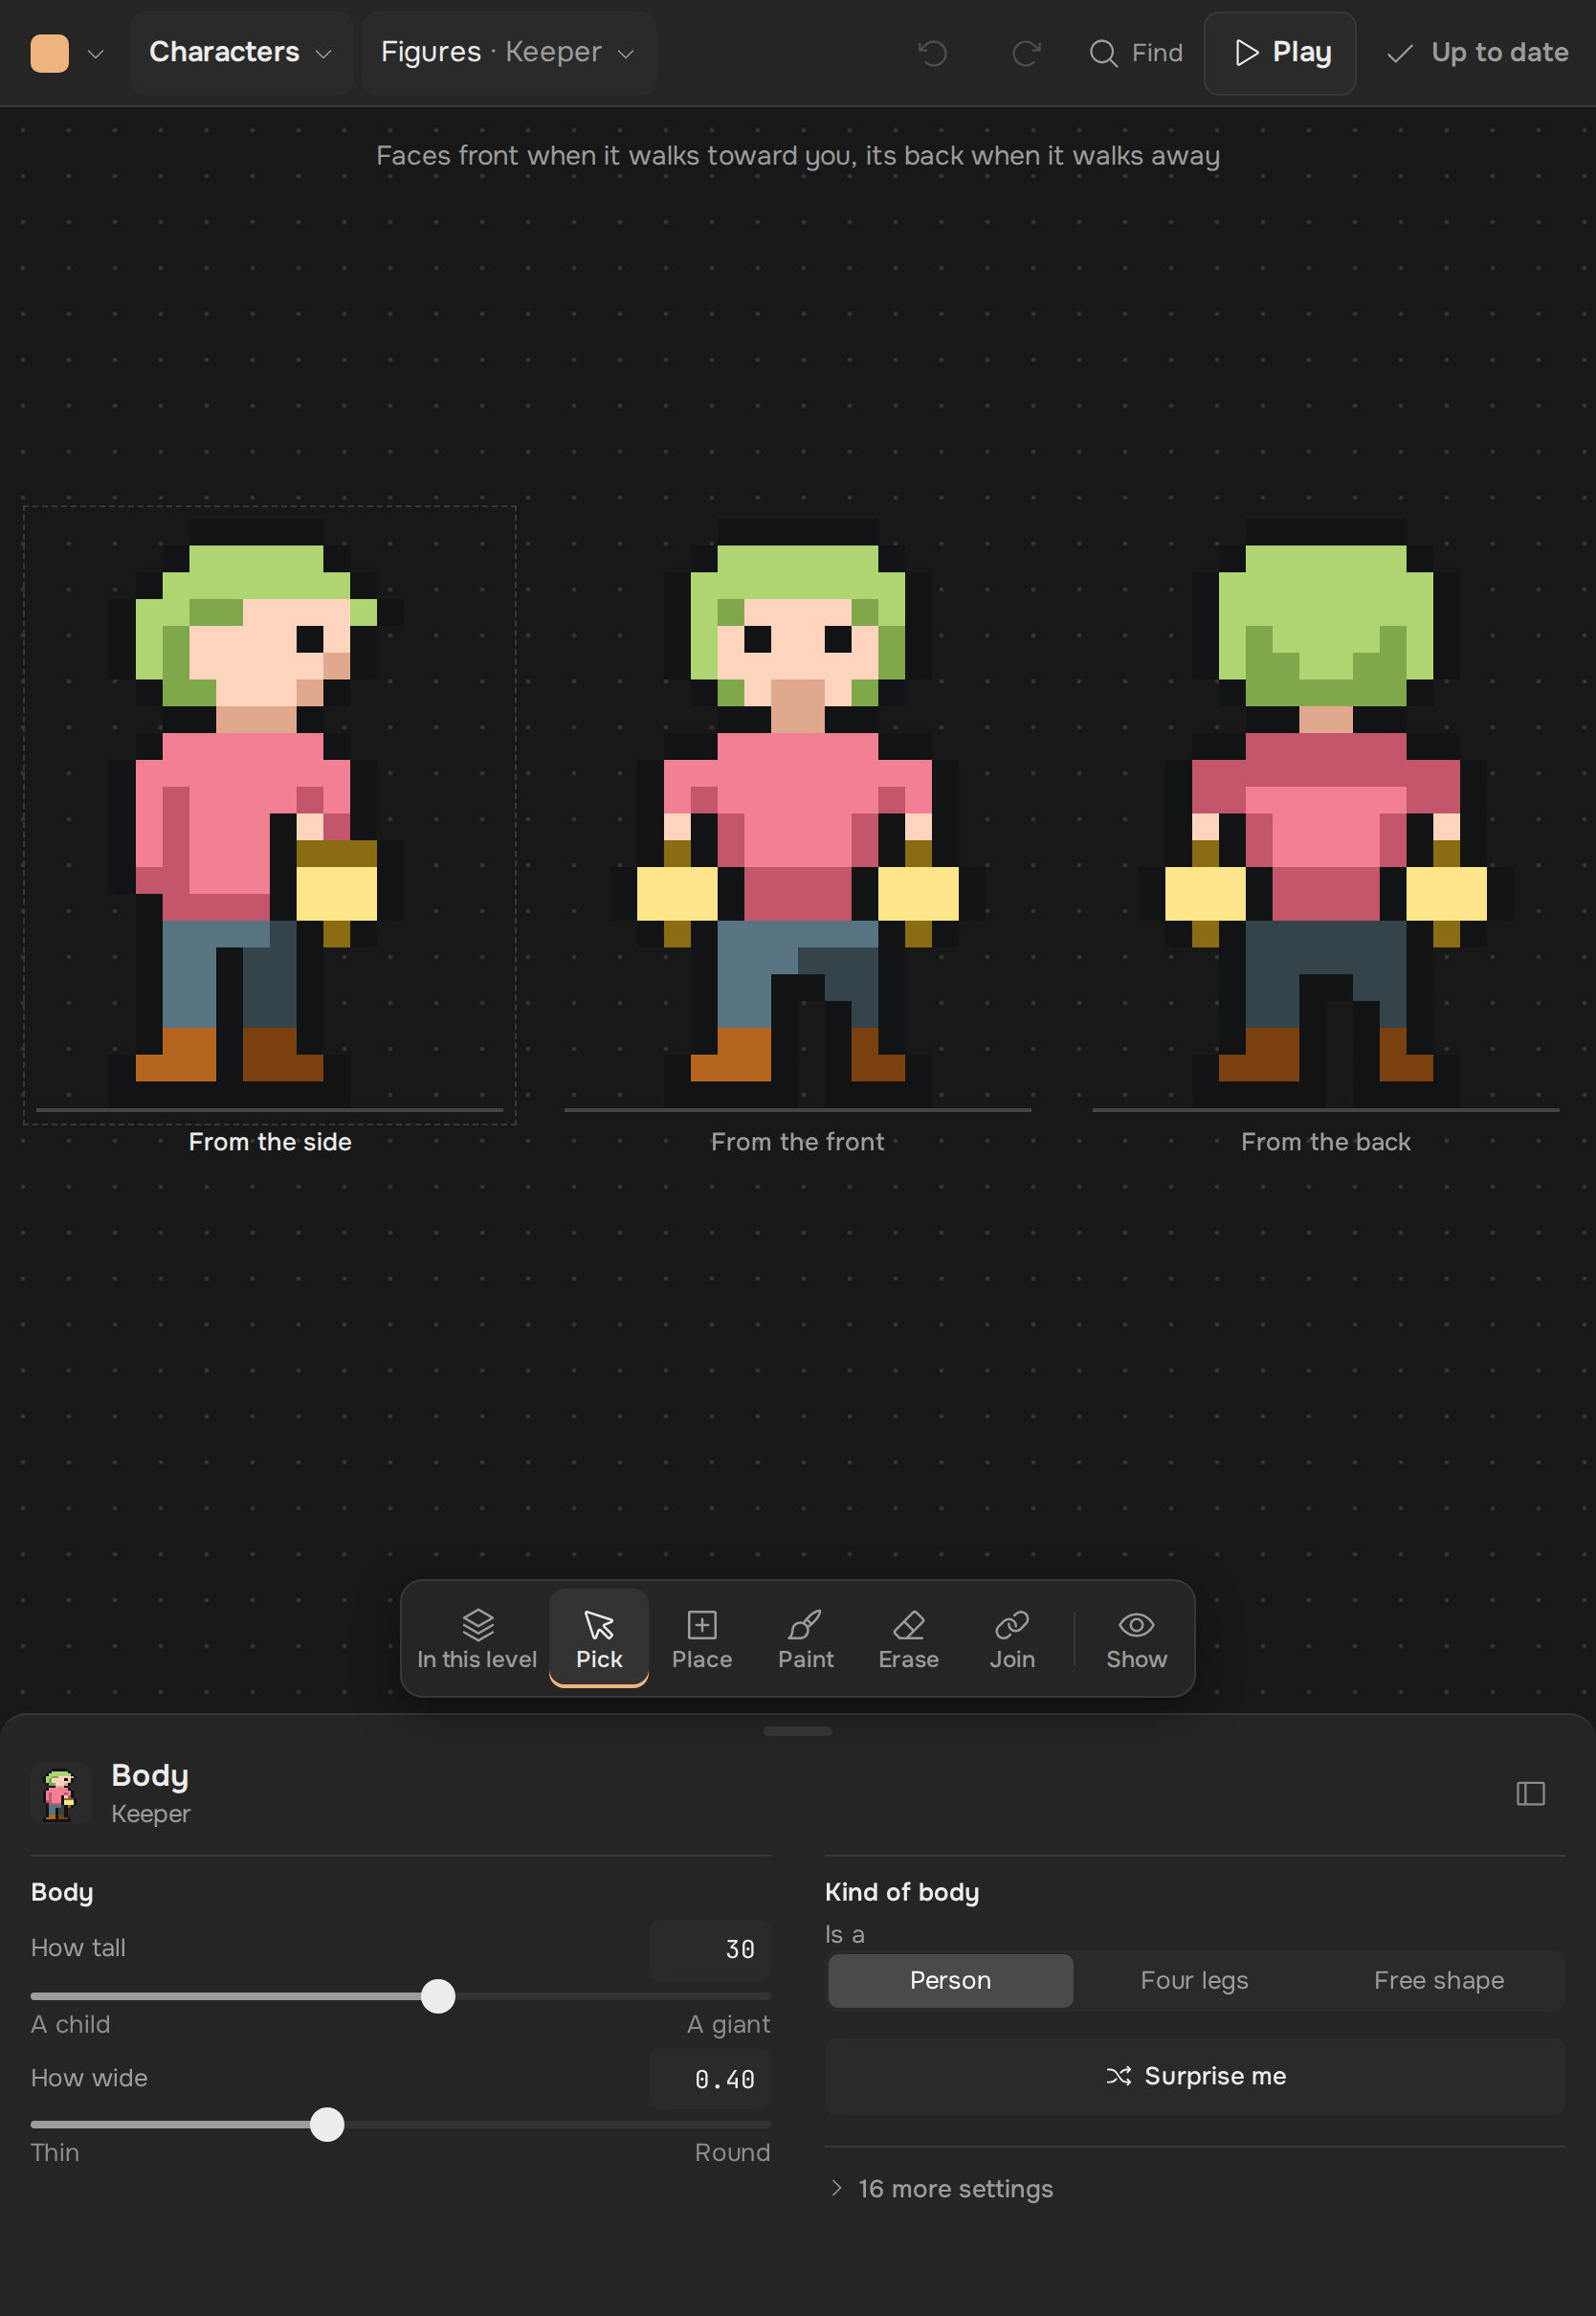 Characters
Figures · Keeper
Find
Play
Up to date
Faces front when it walks toward you, its back when it walks away
From the side
From the front
From the back
In this level
Pick
Place
Paint
Erase
Join
Show
Body
Keeper
Body
How tall
30
A child
A giant
How wide
0.40
Thin
Round
Kind of body
Is a
Person
Four legs
Free shape
Surprise me
16 more settings